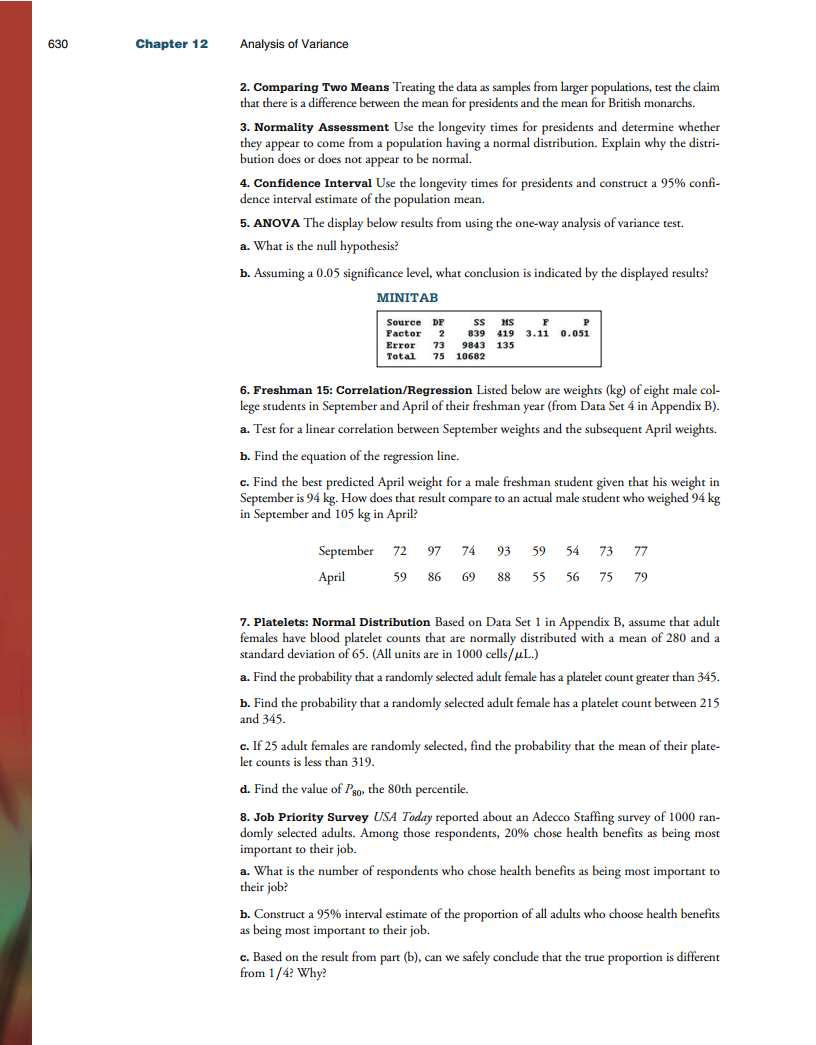 630 Chapter 12 Analysis of Variance
2. Comparing Two Means Treating the data as samples from larger populations, test the claim
that there is a difference between the mean for presidents and the mean for British monarchs.
3. Normality Assessment Use the longevity times for presidents and determine whether
they appear to come from a population having a normal distribution. Explain why the distri-
bution does or does not appear to be normal.
4. Confidence Interval Use the longevity times for presidents and construct a 95% confi-
dence interval estimate of the population mean.
5. ANOVA The display below results from using the one-way analysis of variance test.
a. What is the null hypothesis?
b. Assuming a 0.05 significance level, what conclusion is indicated by the displayed results?
MINITAB
Source DF SS MS F P
Factor 2 839 419 3.11 0.051
Error 73 9843 135
Total 75 10682
6. Freshman 15: Correlation/Regression Listed below are weights (kg) of eight male col-
lege students in September and April of their freshman year (from Data Set 4 in Appendix B).
a. Test for a linear correlation between September weights and the subsequent April weights.
b. Find the equation of the regression line.
c. Find the best predicted April weight for a male freshman student given that his weight in
September is 94 kg. How does that result compare to an actual male student who weighed 94 kg
in September and 105 kg in April?
September 72 97 74 93 59 54 73 77
April 59 86 69 88 55 56 75 79
7. Platelets: Normal Distribution Based on Data Set 1 in Appendix B, assume that adult
females have blood platelet counts that are normally distributed with a mean of 280 and a
standard deviation of 65. (All units are in 1000 cells/μL.)
a. Find the probability that a randomly selected adult female has a platelet count greater than 345.
b. Find the probability that a randomly selected adult female has a platelet count between 215
and 345.
c. If 25 adult females are randomly selected, find the probability that the mean of their plate-
let counts is less than 319.
d. Find the value of P80, the 80th percentile.
8. Job Priority Survey USA Today reported about an Adecco Staffing survey of 1000 ran-
domly selected adults. Among those respondents, 20% chose health benefits as being most
important to their job.
a. What is the number of respondents who chose health benefits as being most important to
their job?
b. Construct a 95% interval estimate of the proportion of all adults who choose health benefits
as being most important to their job.
c. Based on the result from part (b), can we safely conclude that the true proportion is different
from 1/4? Why?